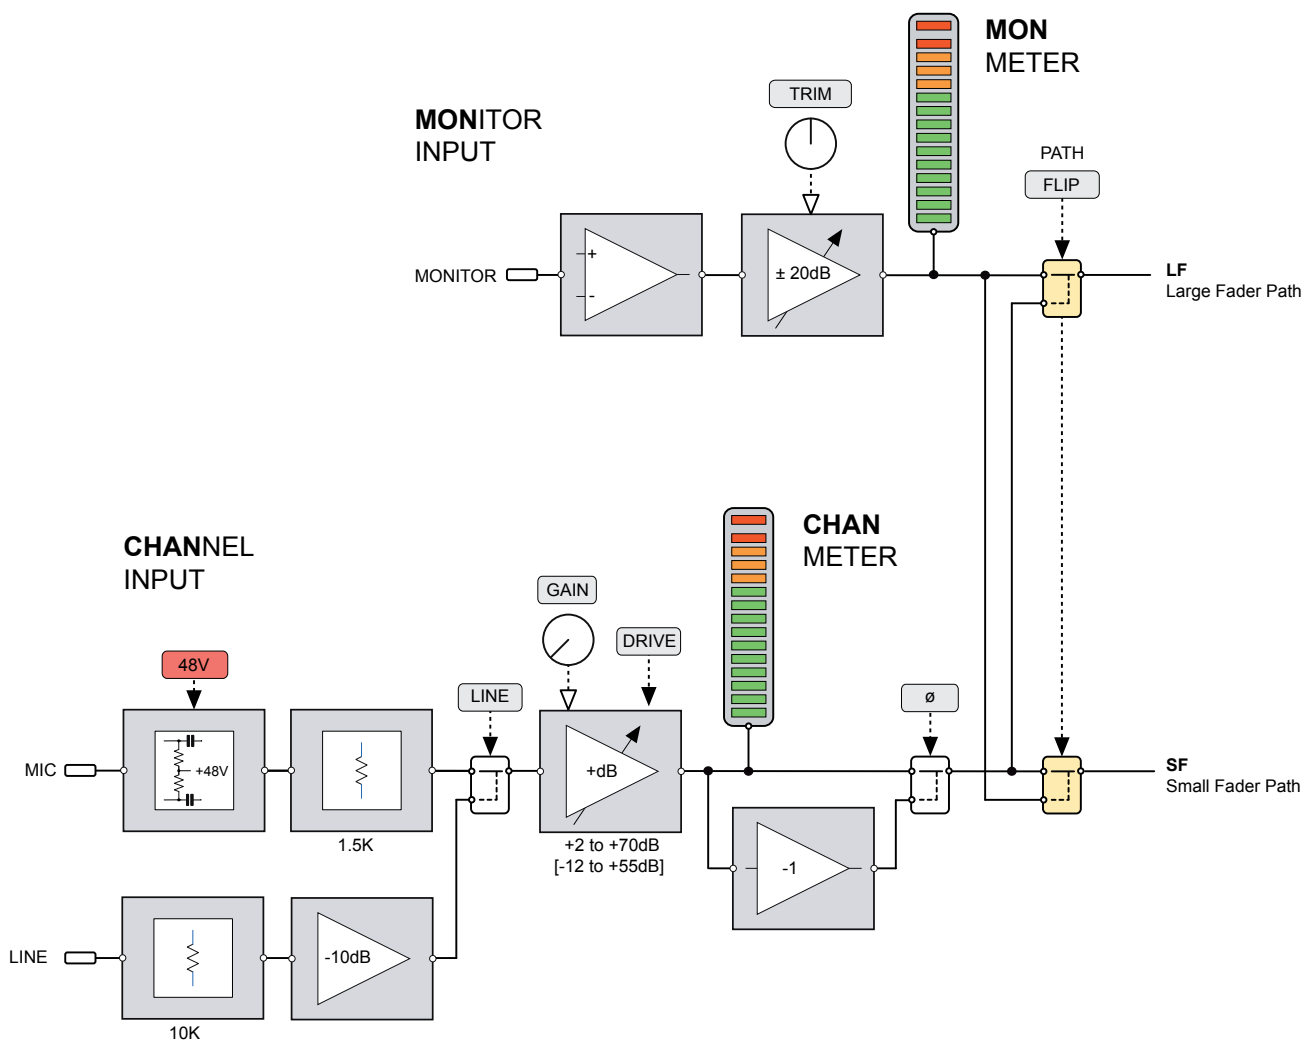 MON
METER
TRIM
MONITOR
INPUT
PATH
FLIP
+
-
± 20dB
MONITOR
LF
Large Fader Path
CHAN
METER
CHANNEL
INPUT
GAIN
DRIVE
48V
LINE
ø
MIC
+48V
+dB
SF
Small Fader Path
1.5K
+2 to +70dB
[-12 to +55dB]
-1
LINE
-10dB
10K